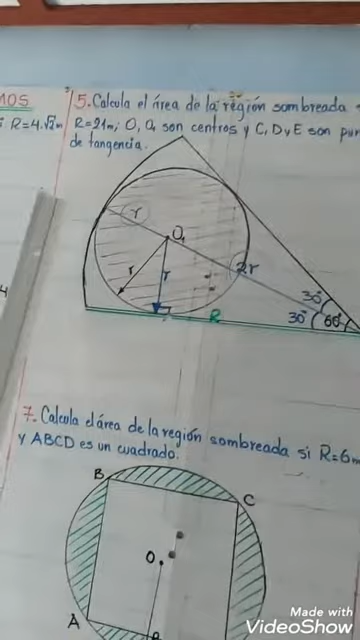 MOS
R=4.√2m
5. Calcula el área de la región sombreada
R=21m; O, O₁ son centros y C, D y E son pun
de tangencia.
r
O₁
r
r
2r
R
30°
30°
60°
7. Calcula el área de la región sombreada si R=6m
y ABCD es un cuadrado.
B
C
O
A
Made with
VideoShow